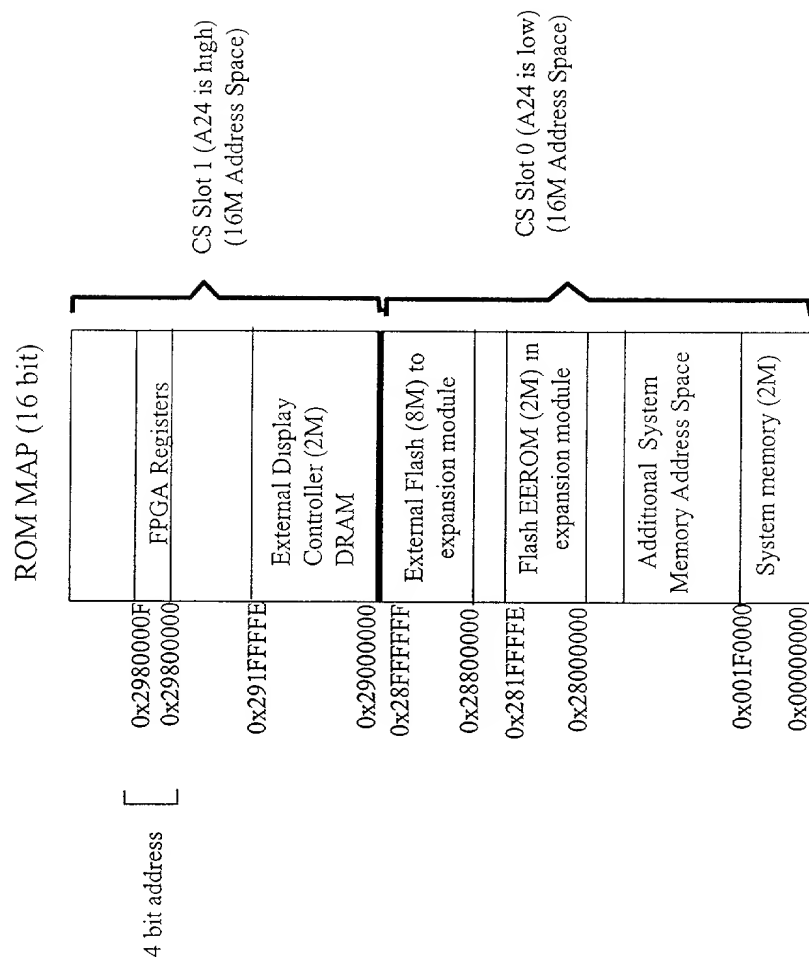 ROM MAP (16 bit)
4 bit address
0x2980000F
0x29800000
0x291FFFFE
0x29000000
0x28FFFFFF
0x28800000
0x281FFFFE
0x28000000
0x001F0000
0x00000000
FPGA Registers
External Display
Controller (2M)
DRAM
External Flash (8M) to
expansion module
Flash EEROM (2M) in
expansion module
Additional System
Memory Address Space
System memory (2M)
CS Slot 1 (A24 is high)
(16M Address Space)
CS Slot 0 (A24 is low)
(16M Address Space)